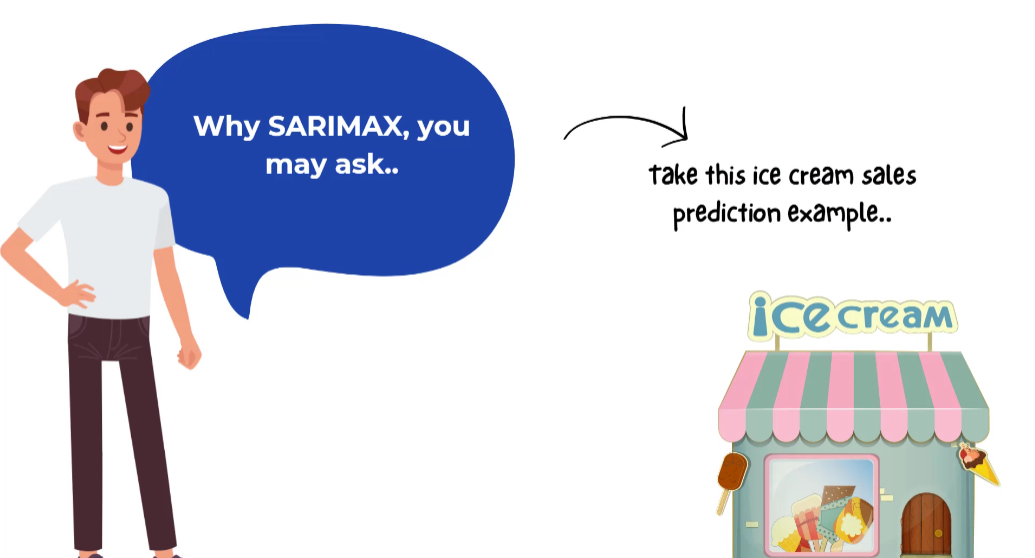 Why SARIMAX, you
may ask..
Take this ice cream sales
prediction example..
ice cream